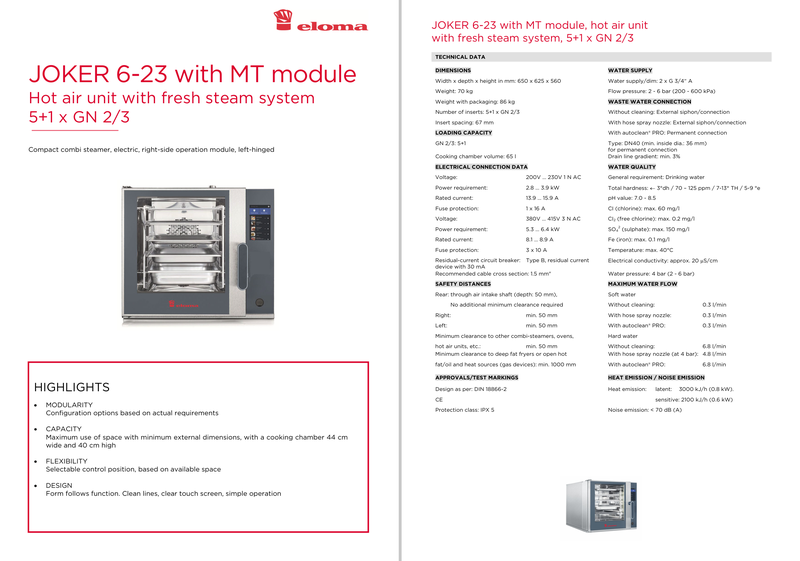 eloma
JOKER 6-23 with MT module
Hot air unit with fresh steam system
5+1 x GN 2/3
Compact combi steamer, electric, right-side operation module, left-hinged
HIGHLIGHTS
• MODULARITY
Configuration options based on actual requirements
• CAPACITY
Maximum use of space with minimum external dimensions, with a cooking chamber 44 cm
wide and 40 cm high
• FLEXIBILITY
Selectable control position, based on available space
• DESIGN
Form follows function. Clean lines, clear touch screen, simple operation
JOKER 6-23 with MT module, hot air unit
with fresh steam system, 5+1 x GN 2/3
TECHNICAL DATA
DIMENSIONS
Width x depth x height in mm: 650 x 625 x 560
Weight: 70 kg
Weight with packaging: 86 kg
Number of inserts: 5+1 x GN 2/3
Insert spacing: 67 mm
LOADING CAPACITY
GN 2/3: 5+1
Cooking chamber volume: 65 l
ELECTRICAL CONNECTION DATA
Voltage: 200V ... 230V 1 N AC
Power requirement: 2.8 ... 3.9 kW
Rated current: 13.9 ... 15.9 A
Fuse protection: 1 x 16 A
Voltage: 380V ... 415V 3 N AC
Power requirement: 5.3 ... 6.4 kW
Rated current: 8.1 ... 8.9 A
Fuse protection: 3 x 10 A
Residual-current circuit breaker: Type B, residual current
device with 30 mA
Recommended cable cross section: 1.5 mm²
SAFETY DISTANCES
Rear: through air intake shaft (depth: 50 mm),
No additional minimum clearance required
Right: min. 50 mm
Left: min. 50 mm
Minimum clearance to other combi-steamers, ovens,
hot air units, etc.: min. 50 mm
Minimum clearance to deep fat fryers or open hot
fat/oil and heat sources (gas devices): min. 1000 mm
APPROVALS/TEST MARKINGS
Design as per: DIN 18866-2
CE
Protection class: IPX 5
WATER SUPPLY
Water supply/dim: 2 x G 3/4" A
Flow pressure: 2 - 6 bar (200 - 600 kPa)
WASTE WATER CONNECTION
Without cleaning: External siphon/connection
With hose spray nozzle: External siphon/connection
With autoclean® PRO: Permanent connection
Type: DN40 (min. inside dia.: 36 mm)
for permanent connection
Drain line gradient: min. 3%
WATER QUALITY
General requirement: Drinking water
Total hardness: <- 3°dh / 70 – 125 ppm / 7-13° TH / 5-9 °e
pH value: 7.0 - 8.5
Cl (chlorine): max. 60 mg/l
Cl₂ (free chlorine): max. 0.2 mg/l
SO₄² (sulphate): max. 150 mg/l
Fe (iron): max. 0.1 mg/l
Temperature: max. 40°C
Electrical conductivity: approx. 20 µS/cm
Water pressure: 4 bar (2 - 6 bar)
MAXIMUM WATER FLOW
Soft water
Without cleaning: 0.3 l/min
With hose spray nozzle: 0.3 l/min
With autoclean® PRO: 0.3 l/min
Hard water
Without cleaning: 6.8 l/min
With hose spray nozzle (at 4 bar): 4.8 l/min
With autoclean® PRO: 6.8 l/min
HEAT EMISSION / NOISE EMISSION
Heat emission: latent: 3000 kJ/h (0.8 kW).
sensitive: 2100 kJ/h (0.6 kW)
Noise emission: < 70 dB (A)